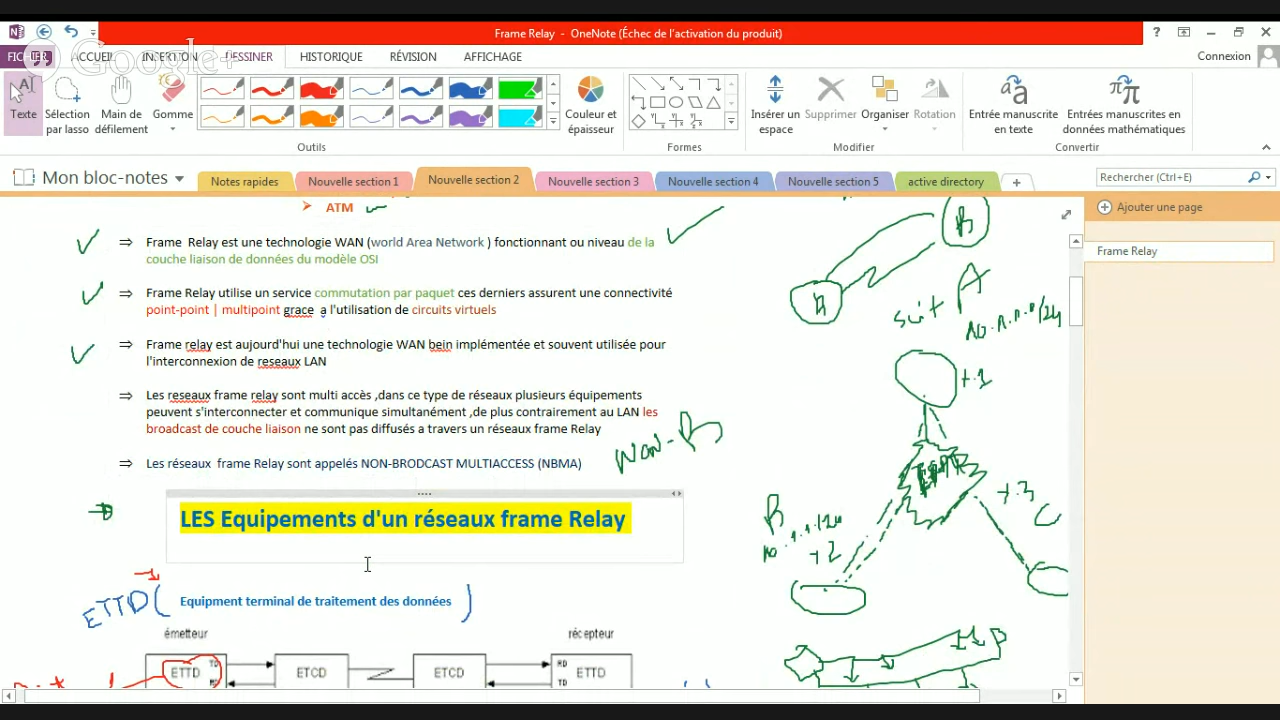 Frame Relay - OneNote (Échec de l'activation du produit)
FICHIER ACCUEIL INSERTION DESSINER HISTORIQUE RÉVISION AFFICHAGE
Google+
Connexion
Texte
Sélection par lasso
Main de défilement
Gomme
Couleur et épaisseur
Insérer un espace
Supprimer
Organiser
Rotation
Entrée manuscrite en texte
Entrées manuscrites en données mathématiques
Outils
Formes
Modifier
Convertir
Mon bloc-notes
Notes rapides
Nouvelle section 1
Nouvelle section 2
Nouvelle section 3
Nouvelle section 4
Nouvelle section 5
active directory
Rechercher (Ctrl+E)
Ajouter une page
Frame Relay
ATM
Frame Relay est une technologie WAN (world Area Network ) fonctionnant ou niveau de la
couche liaison de données du modèle OSI
Frame Relay utilise un service commutation par paquet ces derniers assurent une connectivité
point-point | multipoint grace a l'utilisation de circuits virtuels
Frame relay est aujourd'hui une technologie WAN bein implémentée et souvent utilisée pour
l'interconnexion de reseaux LAN
Les reseaux frame relay sont multi accès ,dans ce type de réseaux plusieurs équipements
peuvent s'interconnecter et communique simultanément ,de plus contrairement au LAN les
broadcast de couche liaison ne sont pas diffusés a travers un réseaux frame Relay
Les réseaux frame Relay sont appelés NON-BRODCAST MULTIACCESS (NBMA)
NON-B
LES Equipements d'un réseaux frame Relay
ETTD ( Equipment terminal de traitement des données )
émetteur
récepteur
ETTD
TD
ETCD
ETCD
RD
TD
ETTD
B
A
A
+.1
+.3
C
B
+.2